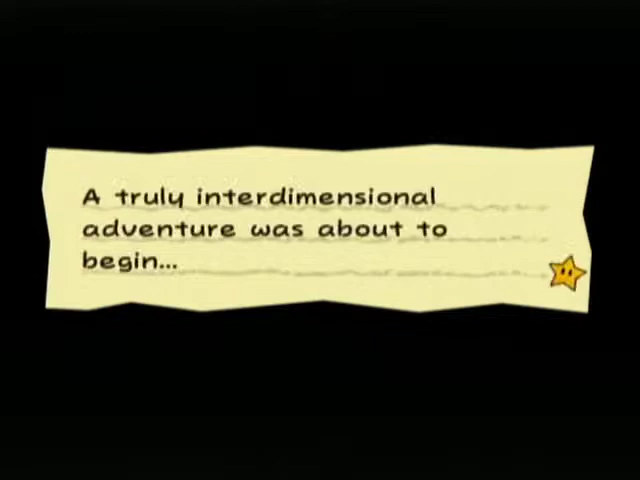 A truly interdimensional
adventure was about to
begin...